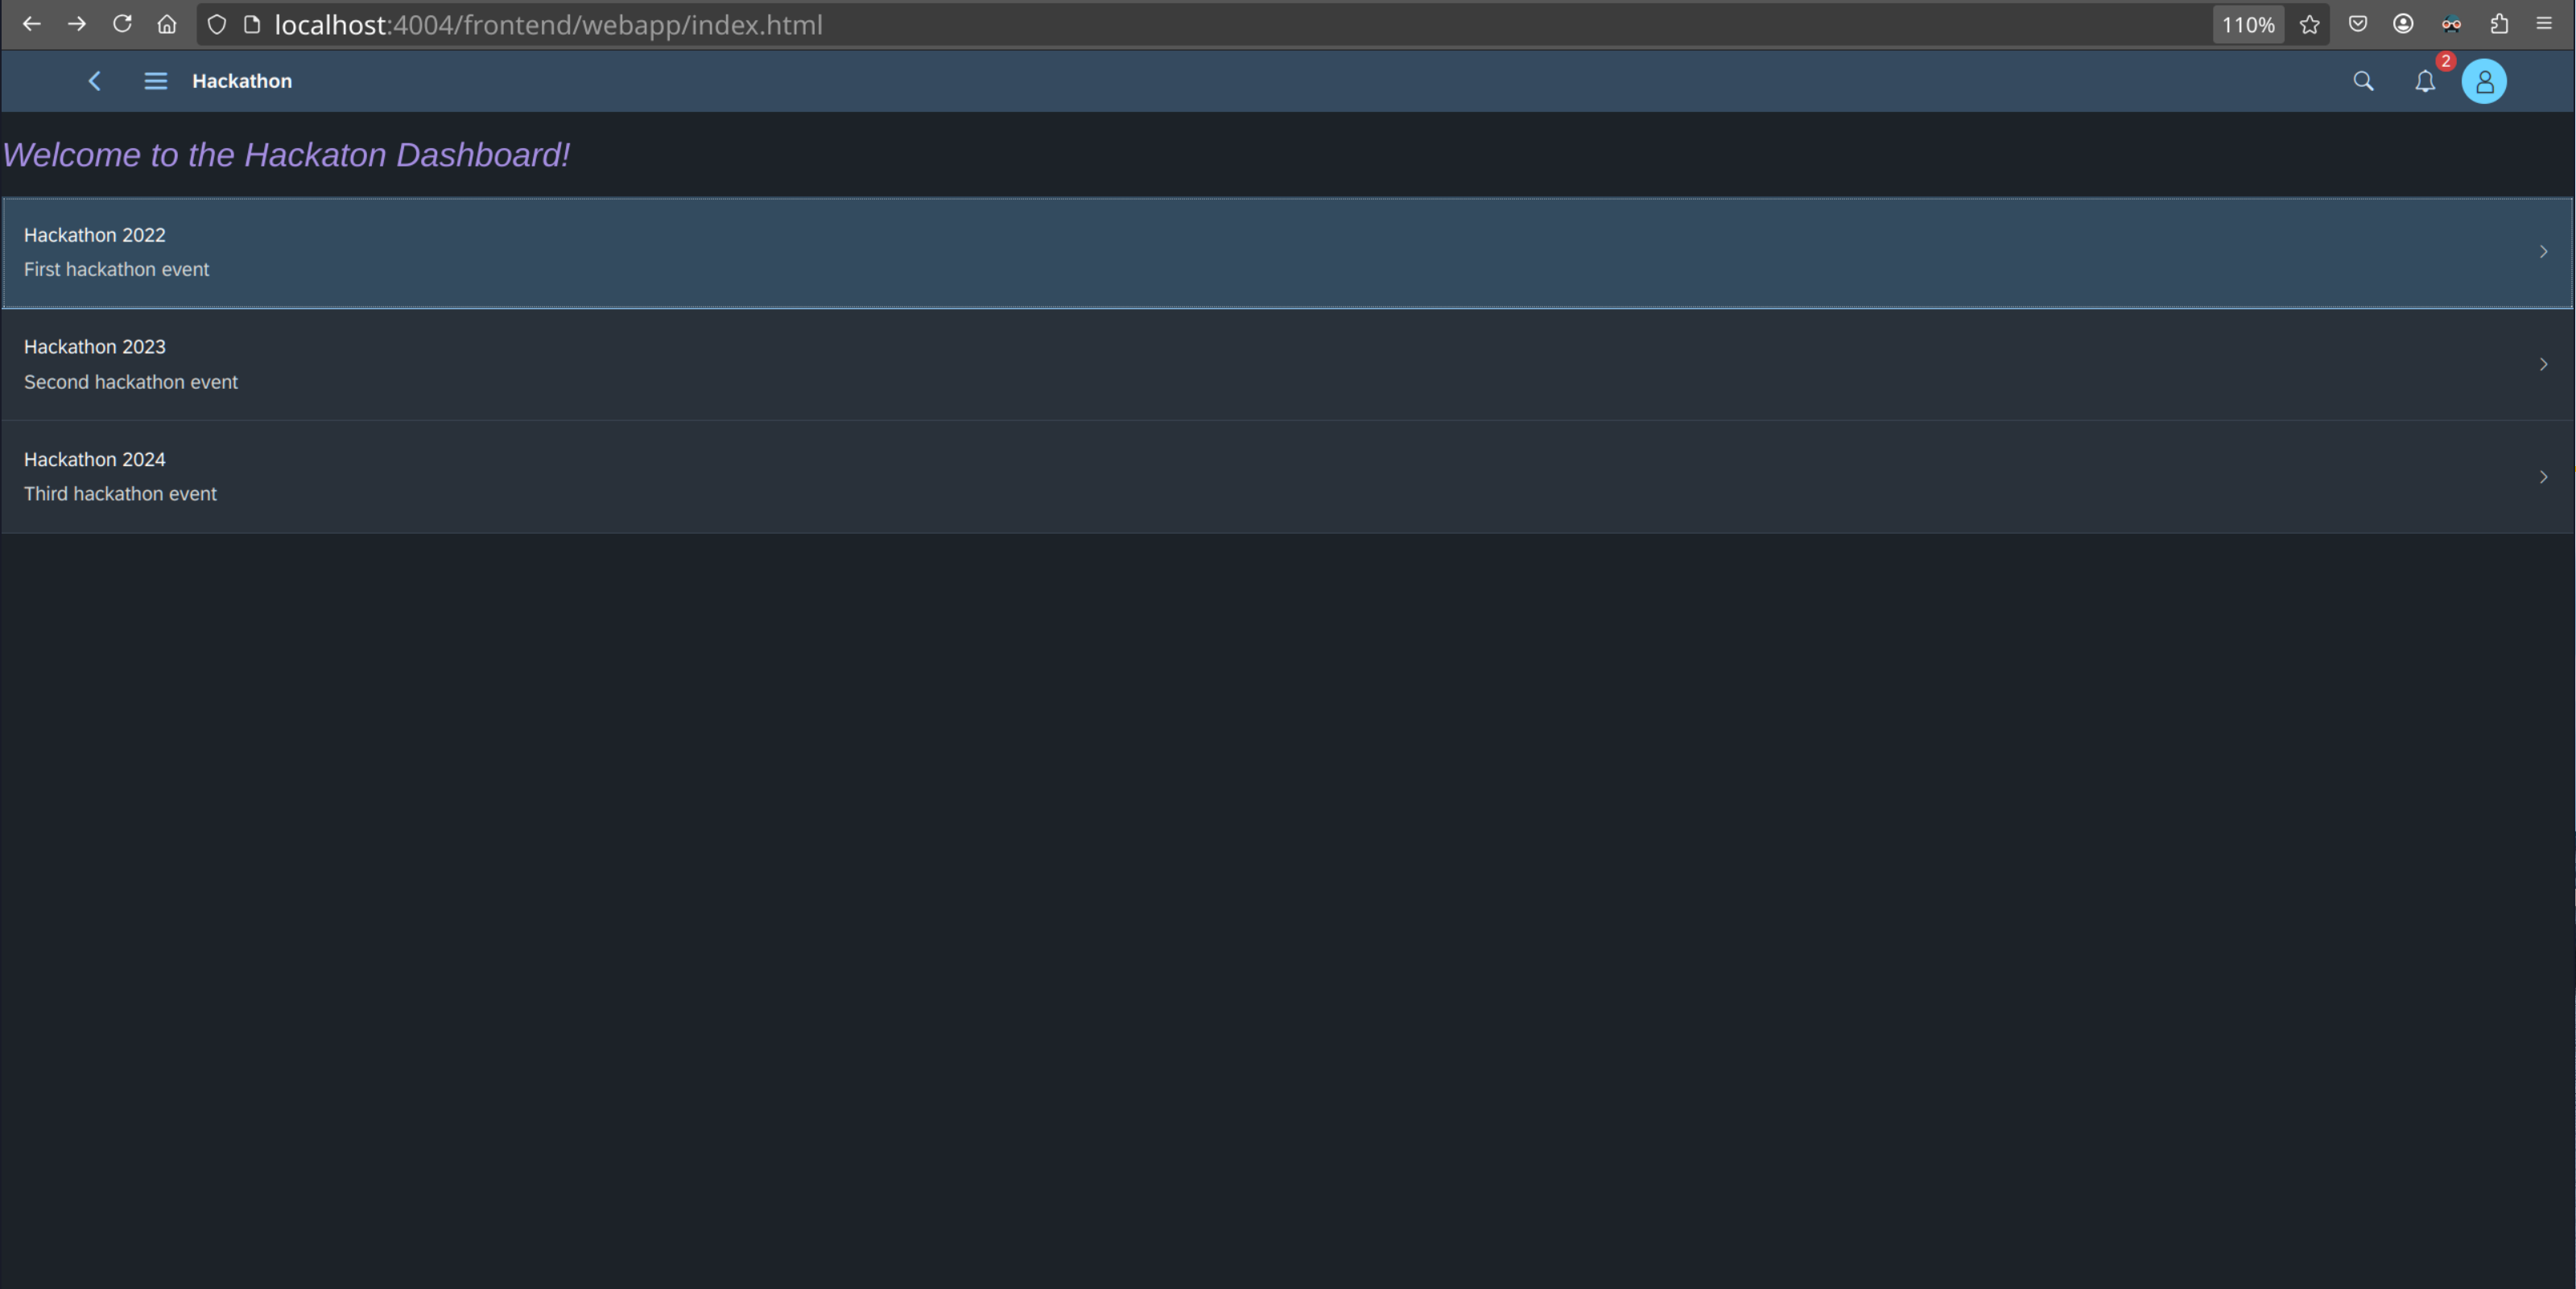 localhost:4004/frontend/webapp/index.html 110%
Hackathon 2
Welcome to the Hackaton Dashboard!
Hackathon 2022
First hackathon event
Hackathon 2023
Second hackathon event
Hackathon 2024
Third hackathon event